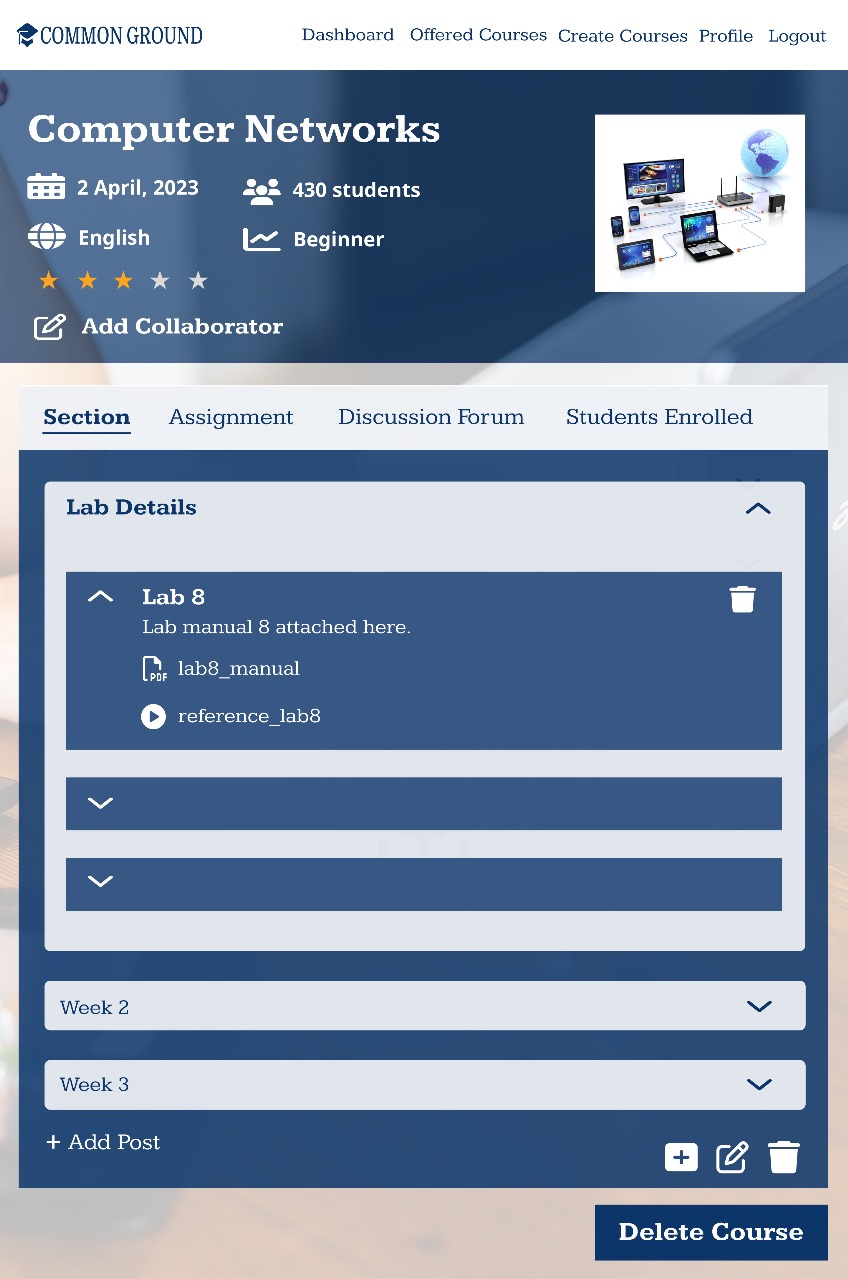 COMMON GROUND
Dashboard Offered Courses Create Courses Profile Logout
Computer Networks
2 April, 2023 430 students
English Beginner
Add Collaborator
Section Assignment Discussion Forum Students Enrolled
Lab Details
Lab 8
Lab manual 8 attached here.
PDF lab8_manual
reference_lab8
Week 2
Week 3
+ Add Post
Delete Course